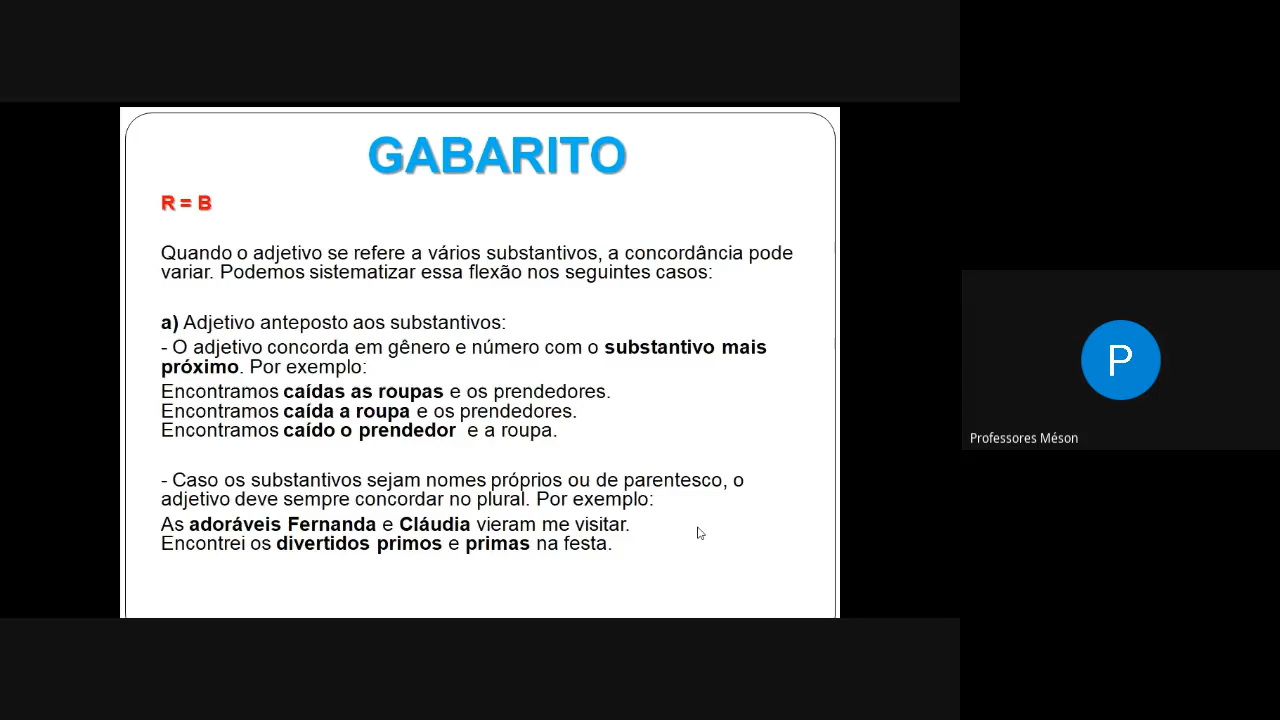 GABARITO
R = B
Quando o adjetivo se refere a vários substantivos, a concordância pode
variar. Podemos sistematizar essa flexão nos seguintes casos:
a) Adjetivo anteposto aos substantivos:
- O adjetivo concorda em gênero e número com o substantivo mais
próximo. Por exemplo:
Encontramos caídas as roupas e os prendedores.
Encontramos caída a roupa e os prendedores.
Encontramos caído o prendedor e a roupa.
- Caso os substantivos sejam nomes próprios ou de parentesco, o
adjetivo deve sempre concordar no plural. Por exemplo:
As adoráveis Fernanda e Cláudia vieram me visitar.
Encontrei os divertidos primos e primas na festa.
P
Professores Méson